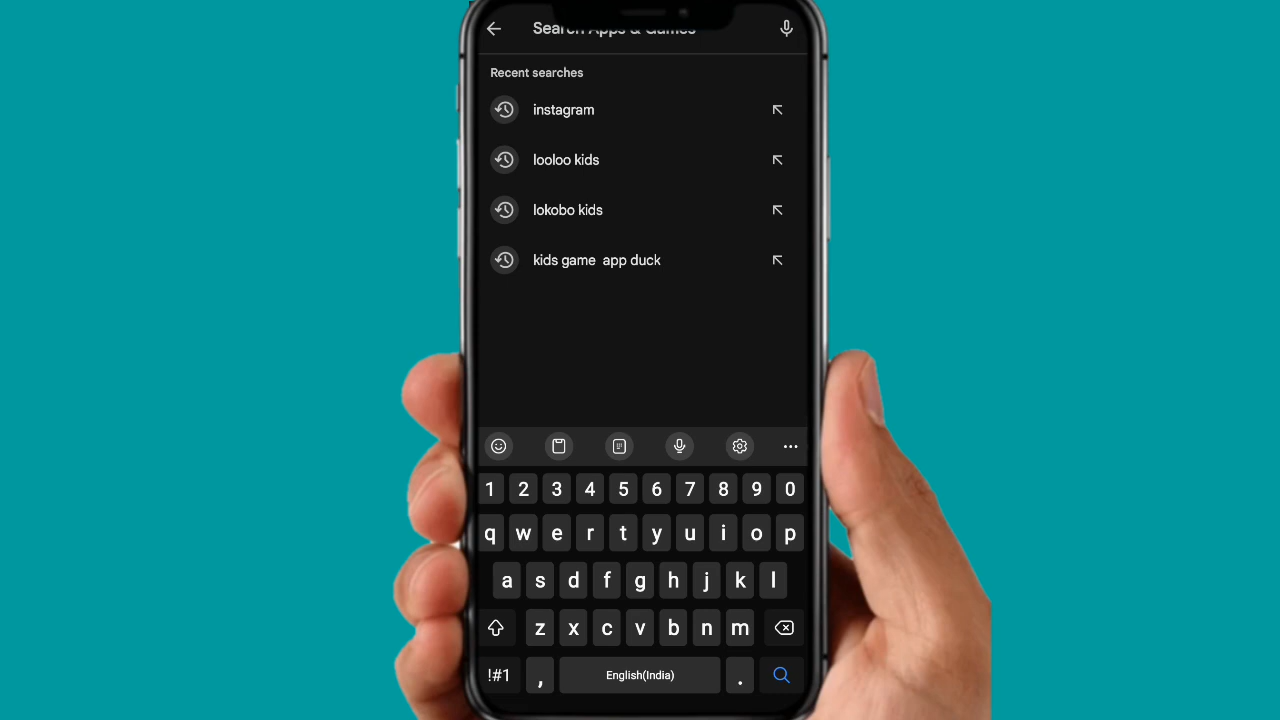 Search Apps & Games
Recent searches
instagram
looloo kids
lokobo kids
kids game app duck
1 2 3 4 5 6 7 8 9 0
q w e r t y u i o p
a s d f g h j k l
z x c v b n m
!#1 , English(India) .